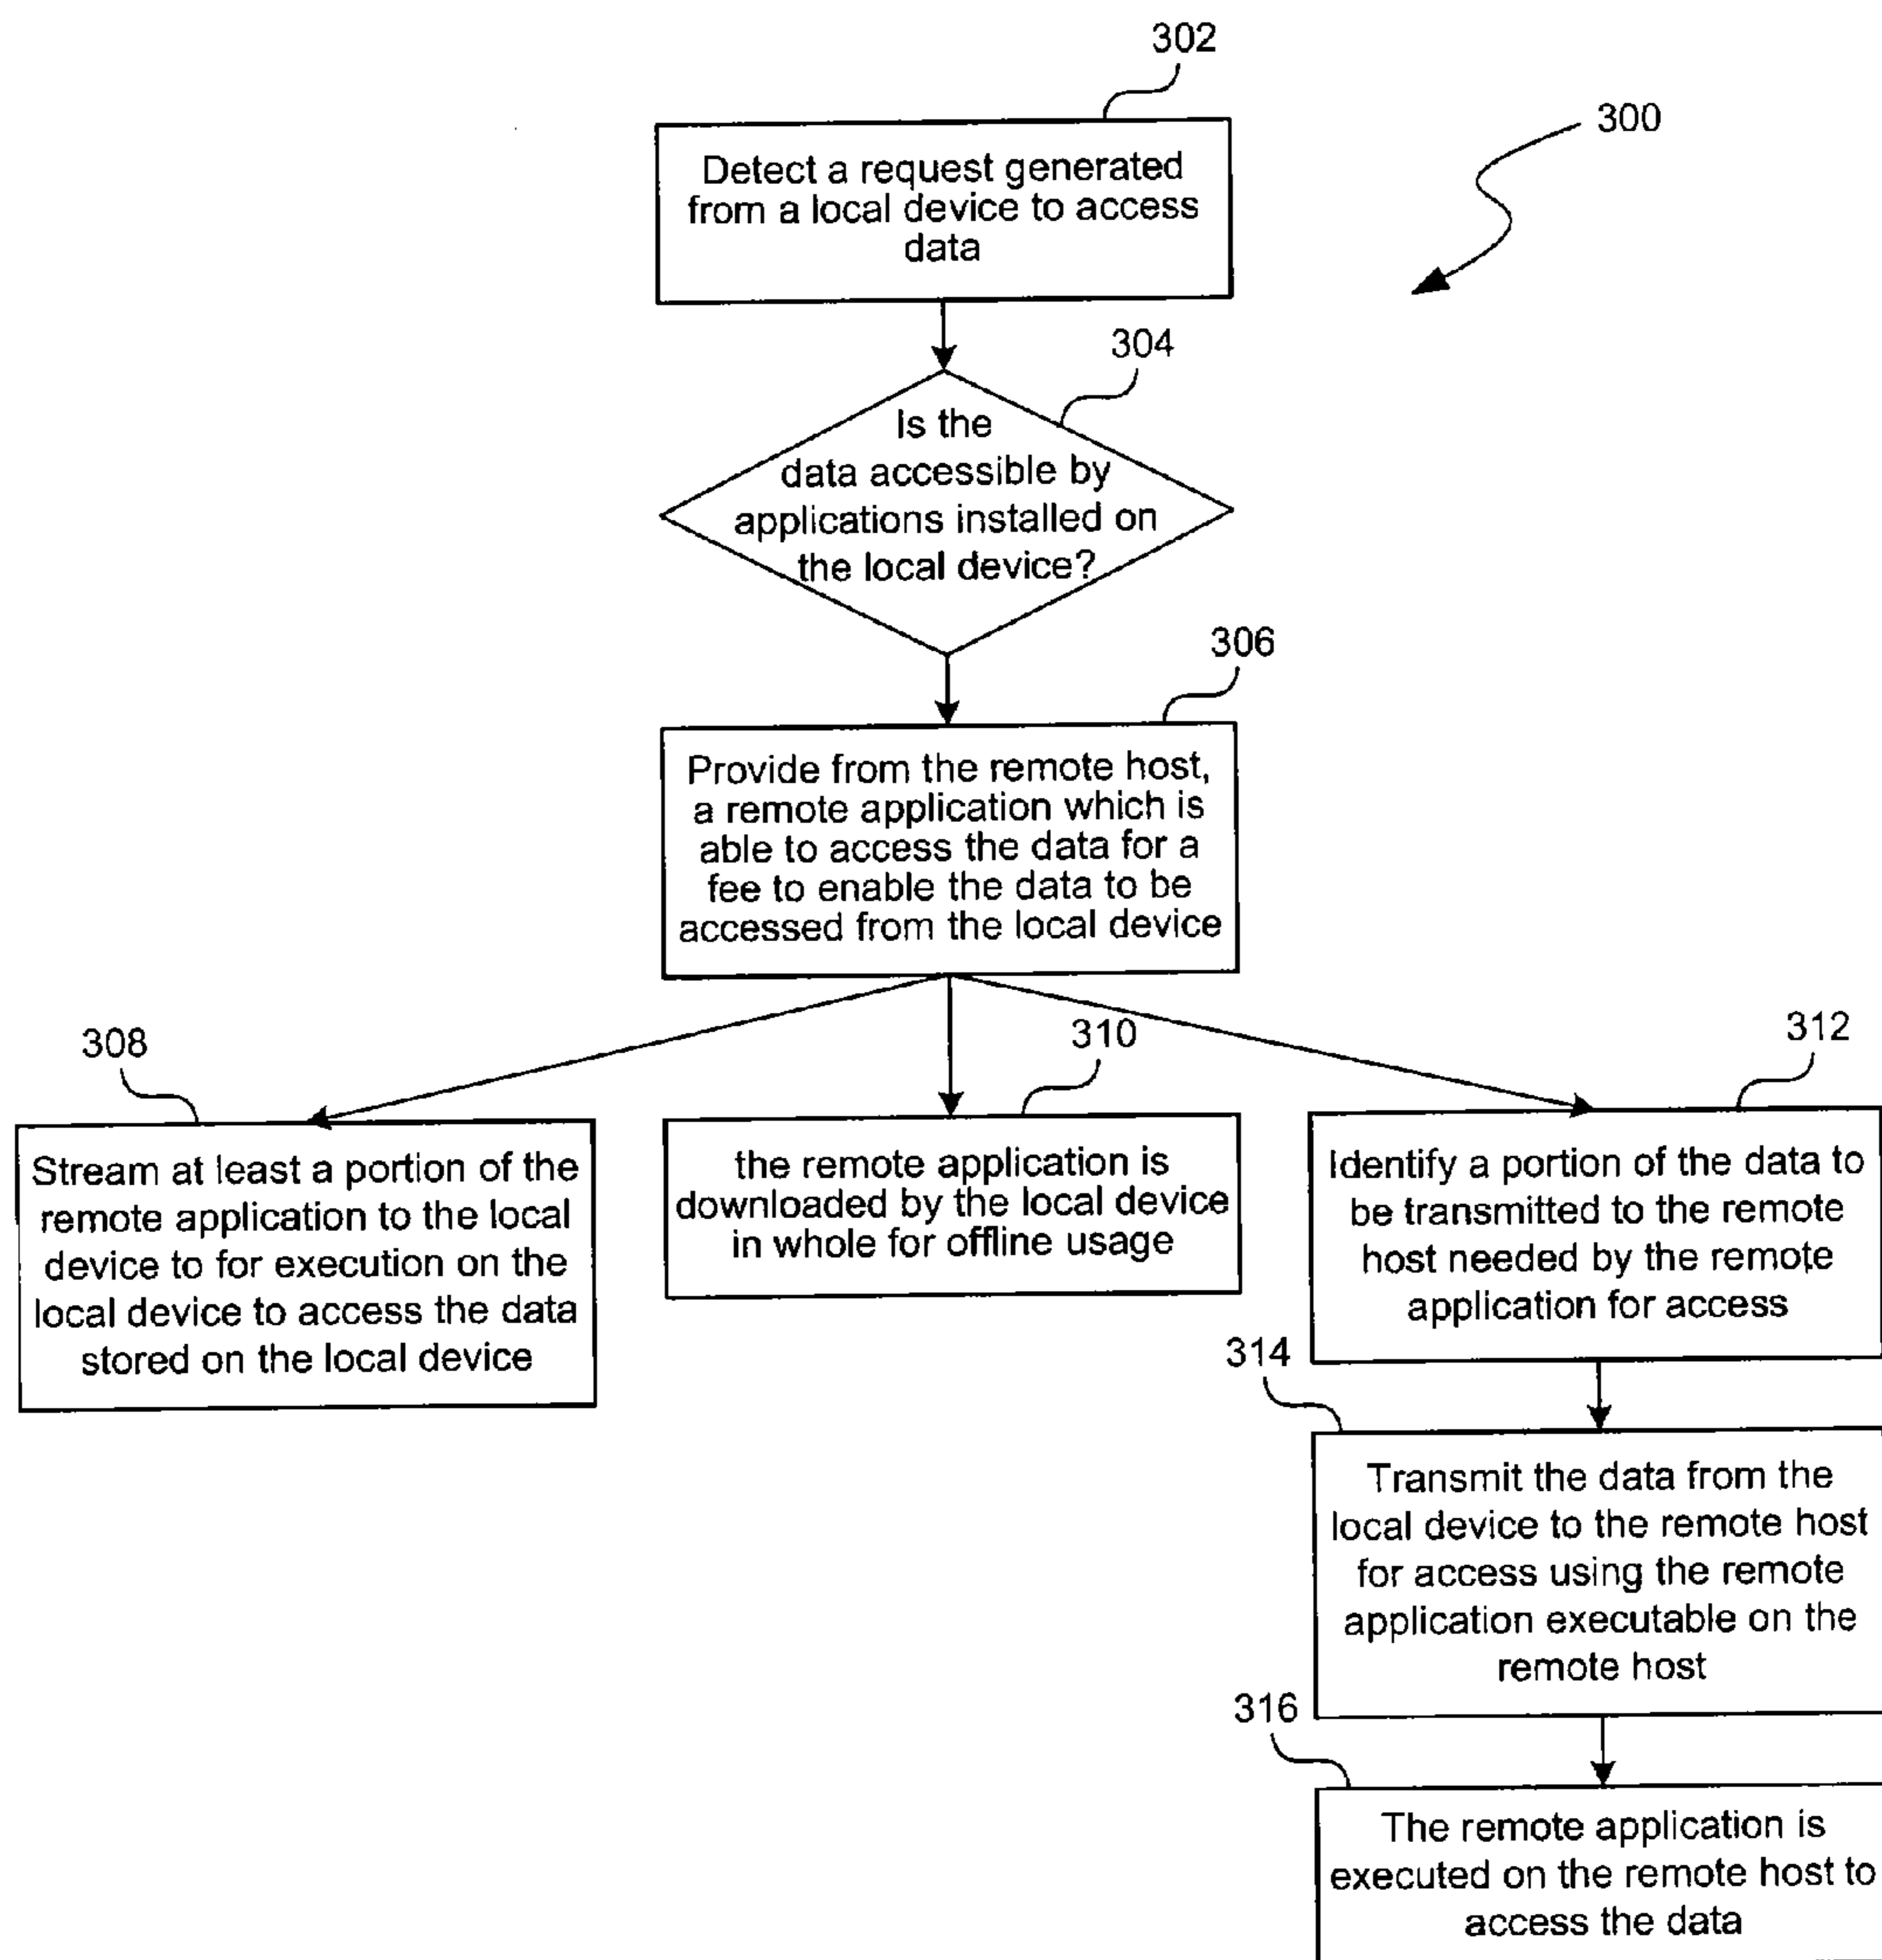 302
300
Detect a request generated
from a local device to access
data
304
Is the
data accessible by
applications installed on
the local device?
306
Provide from the remote host,
a remote application which is
able to access the data for a
fee to enable the data to be
accessed from the local device
308
310
312
Stream at least a portion of the
remote application to the local
device to for execution on the
local device to access the data
stored on the local device
the remote application is
downloaded by the local device
in whole for offline usage
Identify a portion of the data to
be transmitted to the remote
host needed by the remote
application for access
314
Transmit the data from the
local device to the remote host
for access using the remote
application executable on the
remote host
316
The remote application is
executed on the remote host to
access the data